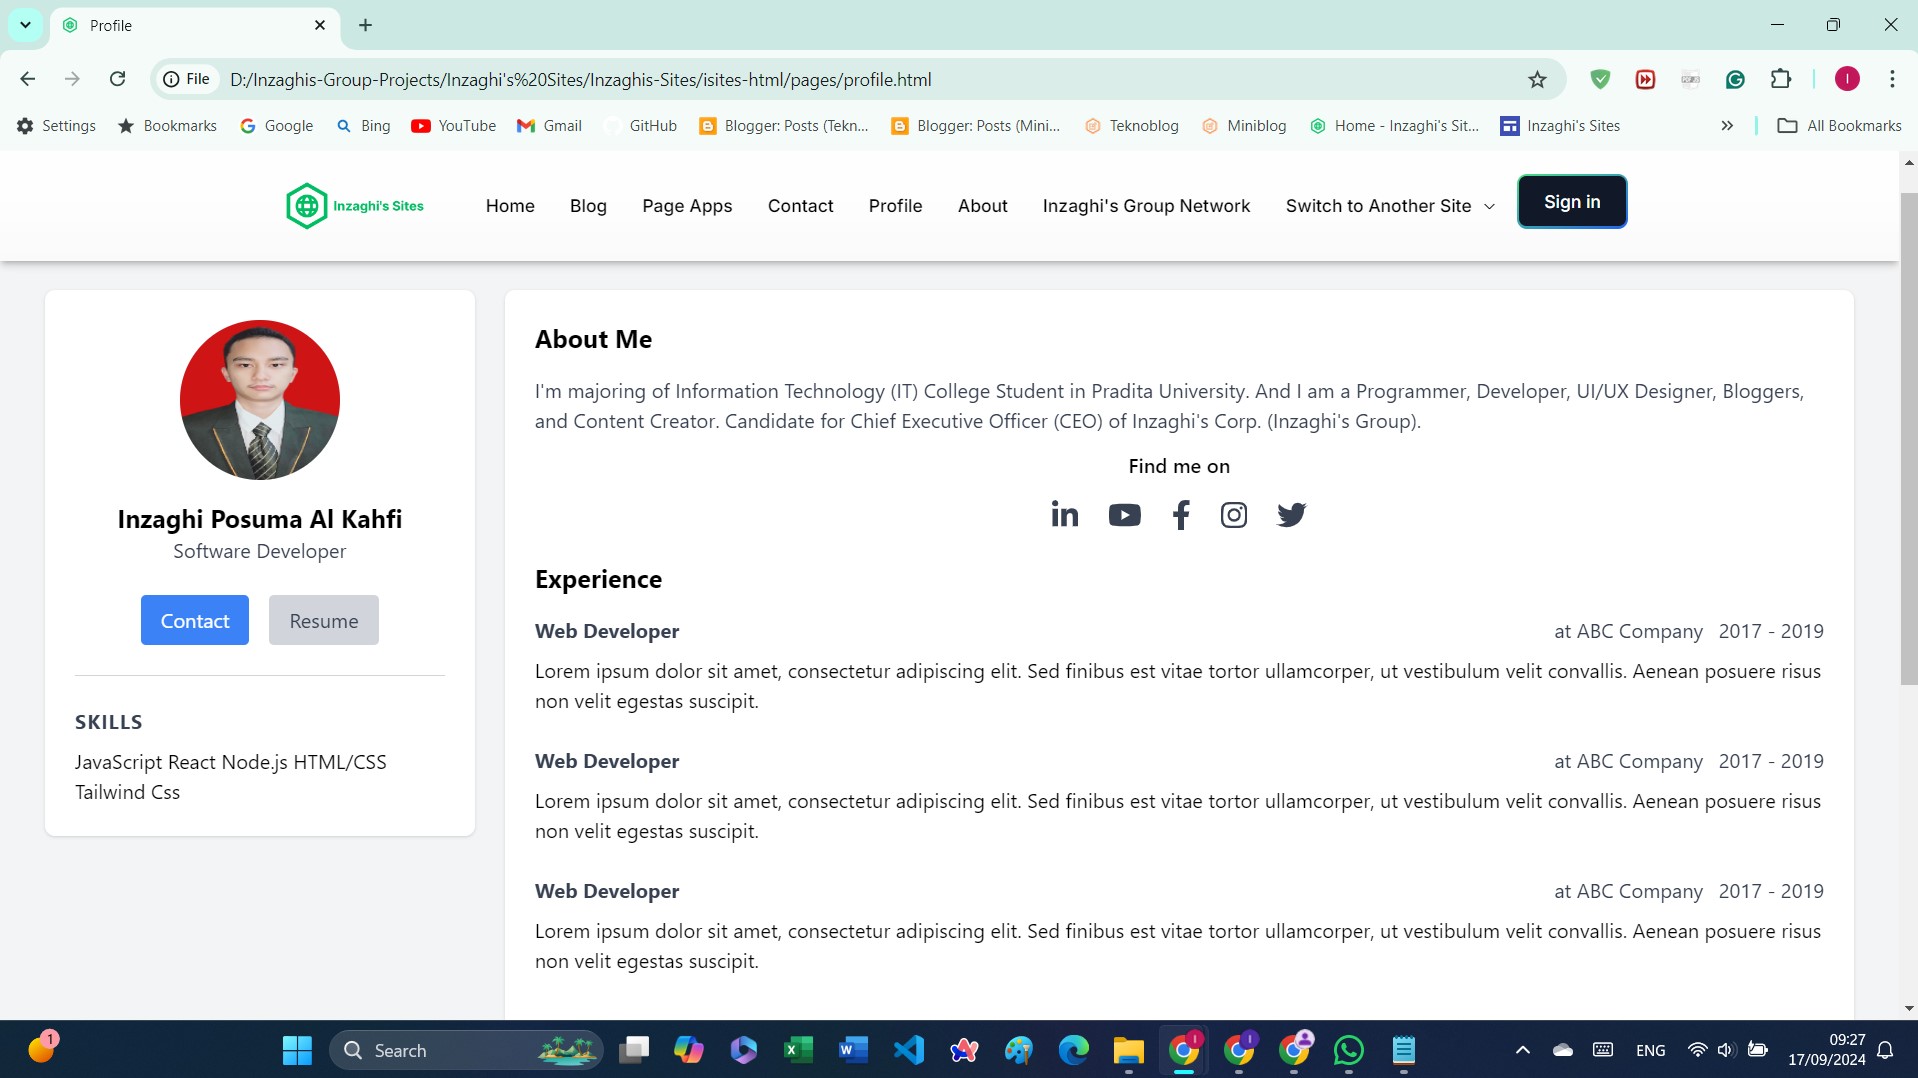 Profile
File
D:/Inzaghis-Group-Projects/Inzaghi's%20Sites/Inzaghis-Sites/isites-html/pages/profile.html
Settings
Bookmarks
Google
Bing
YouTube
Gmail
GitHub
Blogger: Posts (Tekn...
Blogger: Posts (Mini...
Teknoblog
Miniblog
Home - Inzaghi's Sit...
Inzaghi's Sites
All Bookmarks
Inzaghi's Sites
Home
Blog
Page Apps
Contact
Profile
About
Inzaghi's Group Network
Switch to Another Site
Sign in
Inzaghi Posuma Al Kahfi
Software Developer
Contact
Resume
SKILLS
JavaScript React Node.js HTML/CSS
Tailwind Css
About Me
I'm majoring of Information Technology (IT) College Student in Pradita University. And I am a Programmer, Developer, UI/UX Designer, Bloggers,
and Content Creator. Candidate for Chief Executive Officer (CEO) of Inzaghi's Corp. (Inzaghi's Group).
Find me on
Experience
Web Developer at ABC Company 2017 - 2019
Lorem ipsum dolor sit amet, consectetur adipiscing elit. Sed finibus est vitae tortor ullamcorper, ut vestibulum velit convallis. Aenean posuere risus
non velit egestas suscipit.
Web Developer at ABC Company 2017 - 2019
Lorem ipsum dolor sit amet, consectetur adipiscing elit. Sed finibus est vitae tortor ullamcorper, ut vestibulum velit convallis. Aenean posuere risus
non velit egestas suscipit.
Web Developer at ABC Company 2017 - 2019
Lorem ipsum dolor sit amet, consectetur adipiscing elit. Sed finibus est vitae tortor ullamcorper, ut vestibulum velit convallis. Aenean posuere risus
non velit egestas suscipit.
1
Search
ENG
09:27
17/09/2024